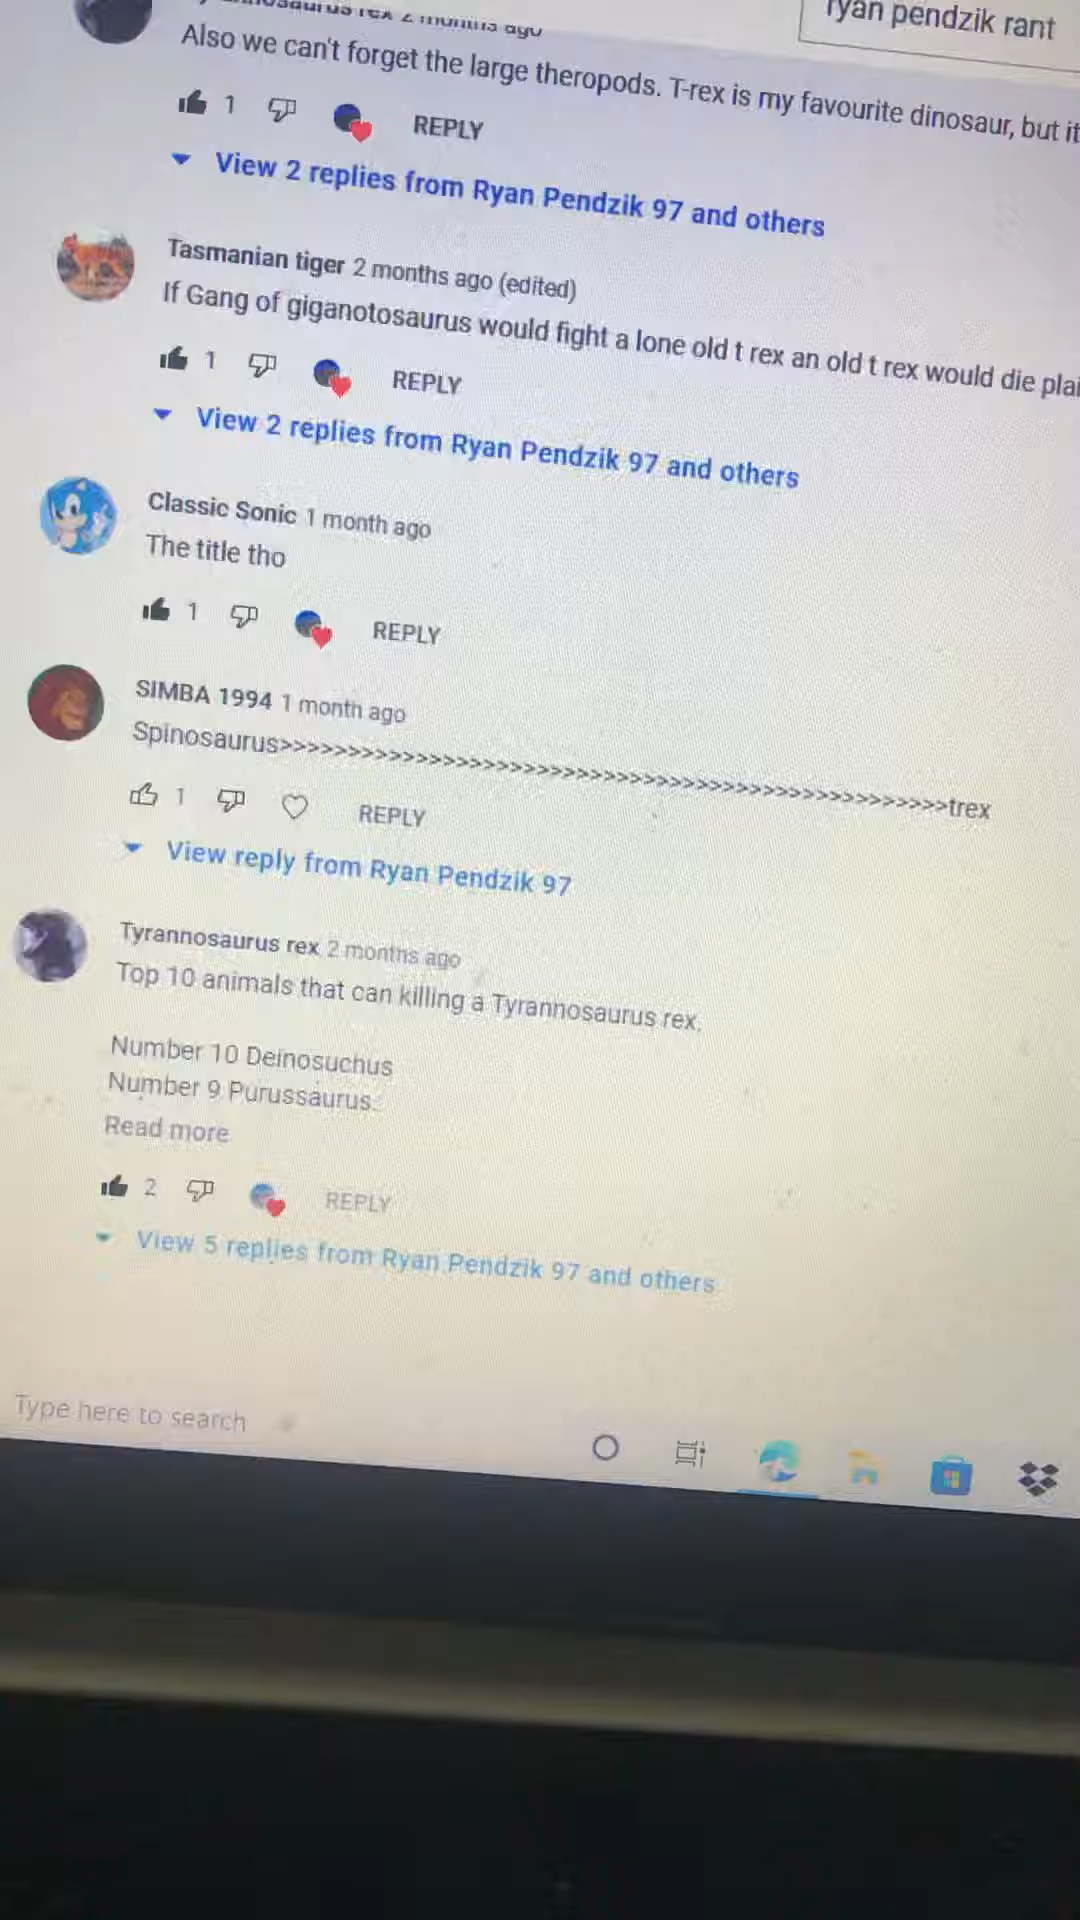 ryan pendzik rant
saurus rex 2 months ago
Also we can't forget the large theropods. T-rex is my favourite dinosaur, but it
1 REPLY
View 2 replies from Ryan Pendzik 97 and others
Tasmanian tiger 2 months ago (edited)
If Gang of giganotosaurus would fight a lone old t rex an old t rex would die plai
1 REPLY
View 2 replies from Ryan Pendzik 97 and others
Classic Sonic 1 month ago
The title tho
1 REPLY
SIMBA 1994 1 month ago
Spinosaurus>>>>>>>>>>>>>>>>>>>>>>>>>>>>>>>>>>>>>>>>>>>>>>>>>>trex
1 REPLY
View reply from Ryan Pendzik 97
Tyrannosaurus rex 2 months ago
Top 10 animals that can killing a Tyrannosaurus rex.
Number 10 Deinosuchus
Number 9 Purussaurus.
Read more
2 REPLY
View 5 replies from Ryan Pendzik 97 and others
Type here to search